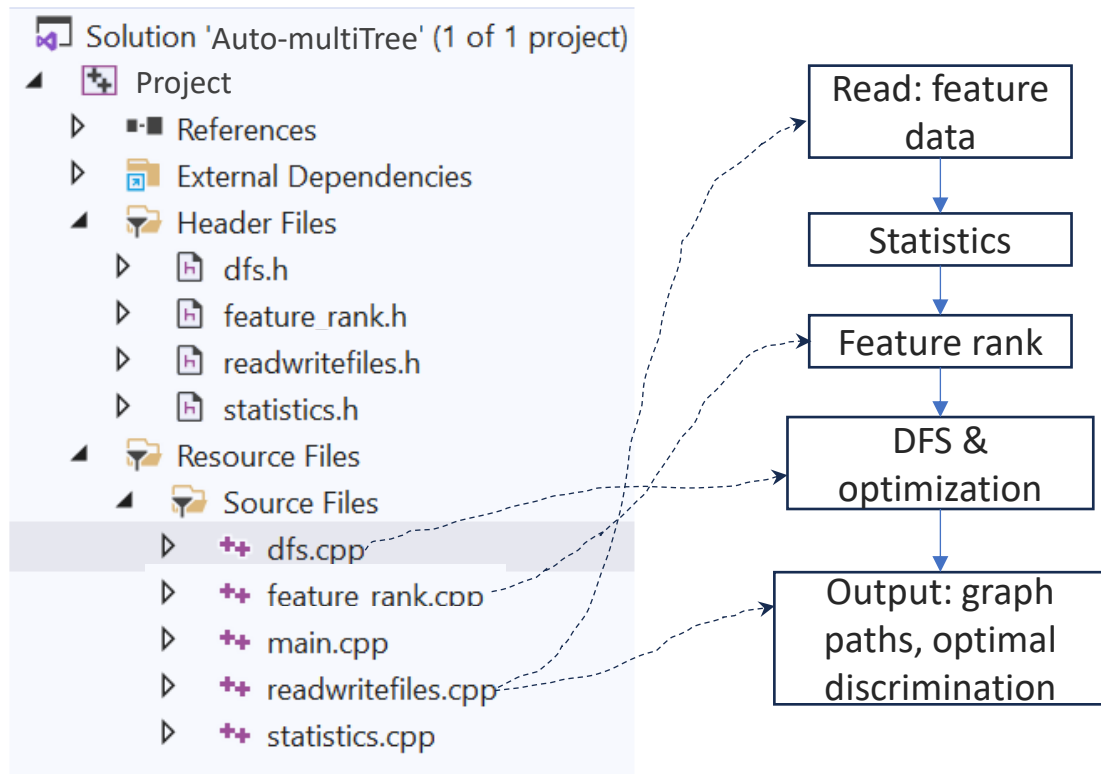 Solution 'Auto-multiTree' (1 of 1 project)
Project
References
External Dependencies
Header Files
dfs.h
feature_rank.h
readwritefiles.h
statistics.h
Resource Files
Source Files
dfs.cpp
feature_rank.cpp
main.cpp
readwritefiles.cpp
statistics.cpp
Read: feature
data
Statistics
Feature rank
DFS &
optimization
Output: graph
paths, optimal
discrimination